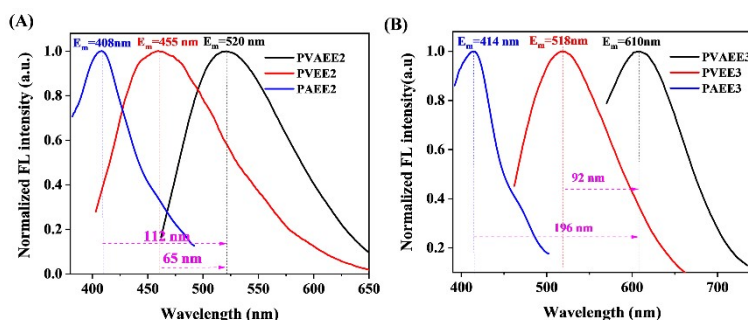 (A)
Em=408nm Em=455 nm Em=520 nm
PVAEE2
PVEE2
PAEE2
112 nm
65 nm
Normalized FL intensity (a.u.)
1.0
0.8
0.6
0.4
0.2
0.0
400 450 500 550 600 650
Wavelength (nm)
(B)
Em=414 nm Em=518nm Em=610 nm
PVAEE3
PVEE3
PAEE3
92 nm
196 nm
Normalized FL intensity(a.u)
1.0
0.8
0.6
0.4
0.2
400 500 600 700
Wavelength (nm)